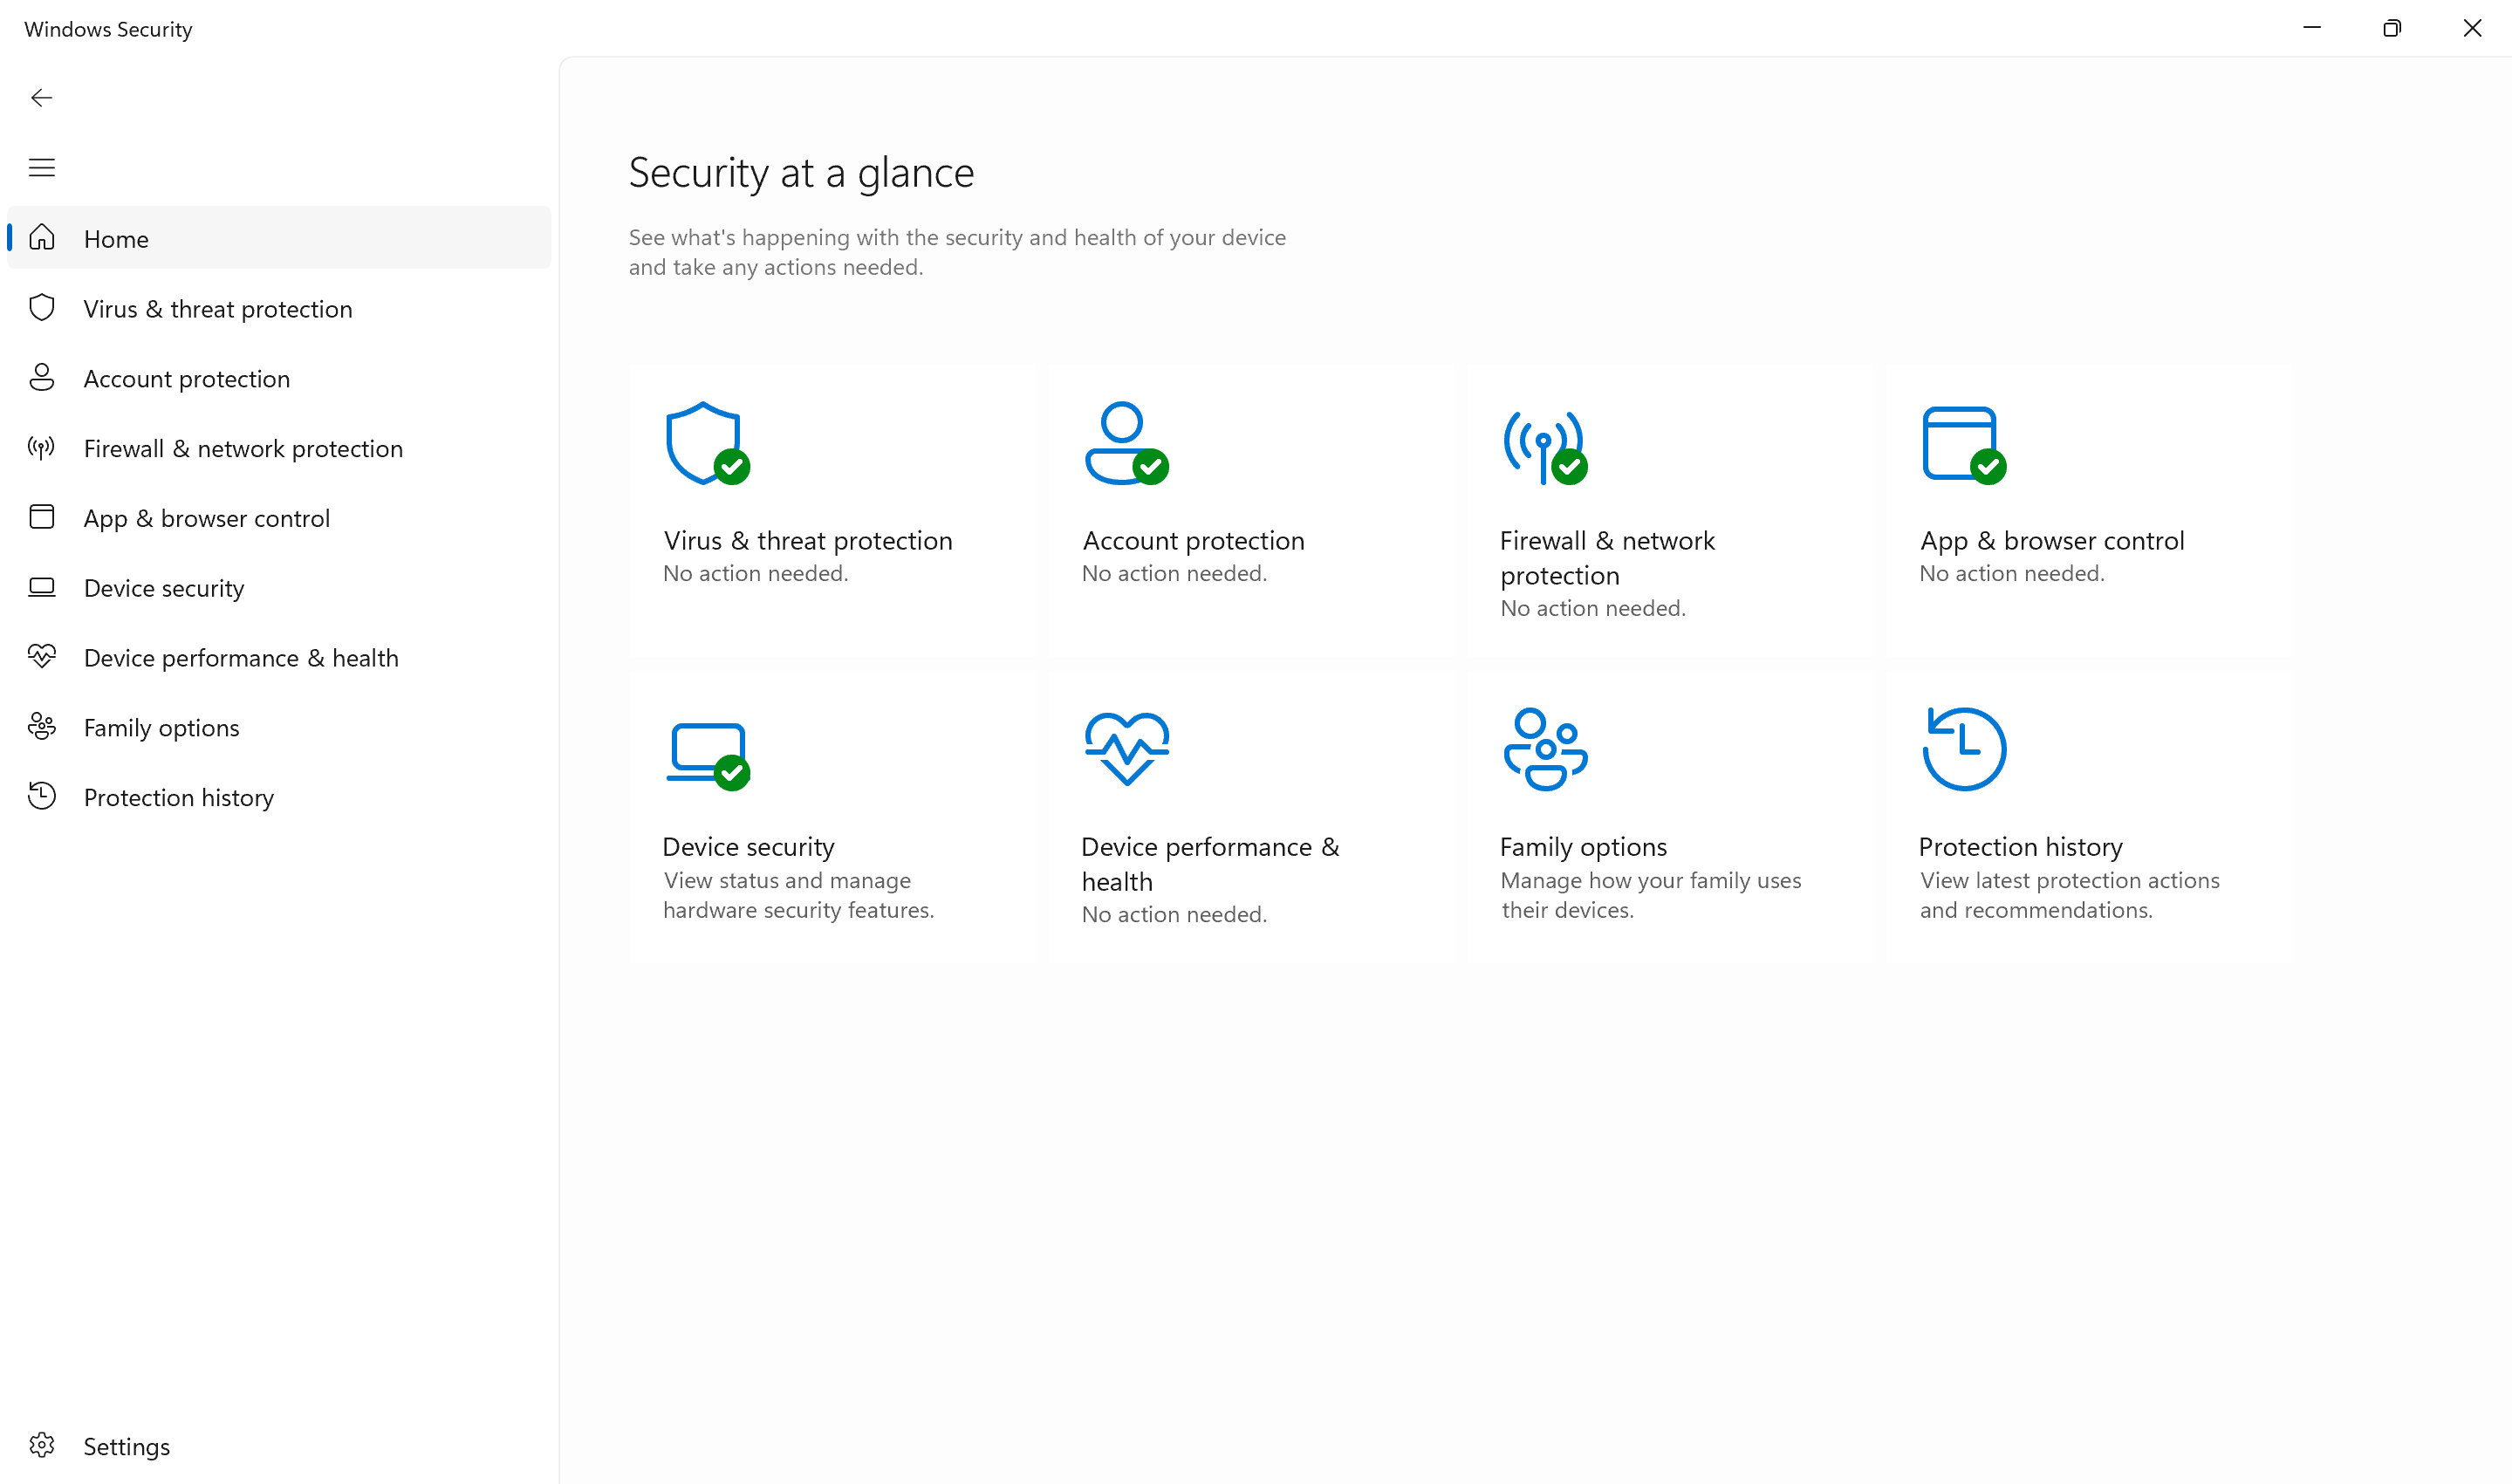 Windows Security
Home
Virus & threat protection
Account protection
Firewall & network protection
App & browser control
Device security
Device performance & health
Family options
Protection history
Settings
Security at a glance
See what's happening with the security and health of your device
and take any actions needed.
Virus & threat protection
No action needed.
Account protection
No action needed.
Firewall & network
protection
No action needed.
App & browser control
No action needed.
Device security
View status and manage
hardware security features.
Device performance &
health
No action needed.
Family options
Manage how your family uses
their devices.
Protection history
View latest protection actions
and recommendations.